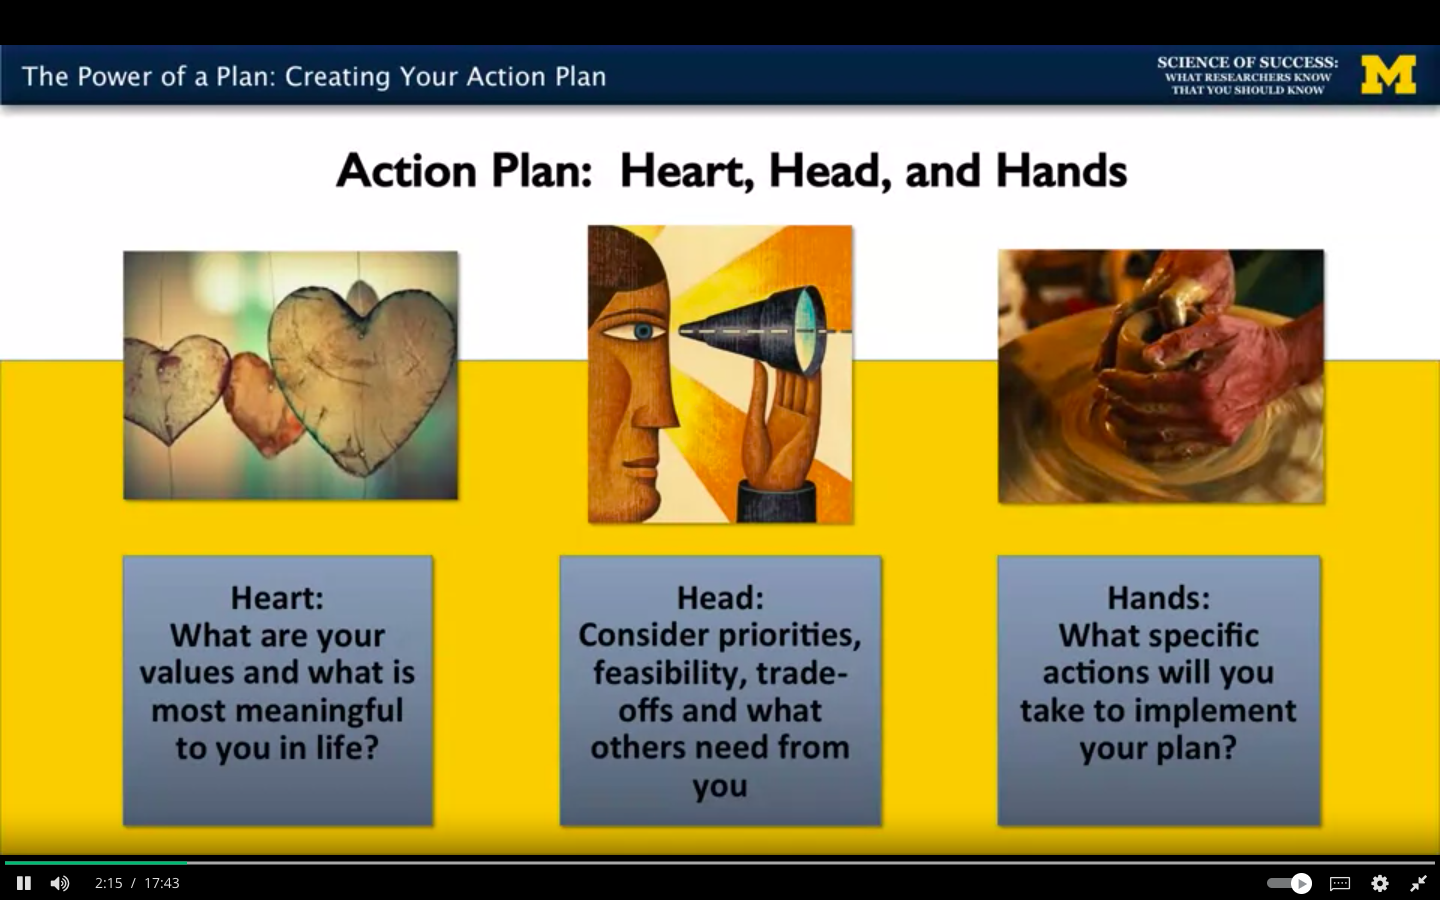 The Power of a Plan: Creating Your Action Plan
SCIENCE OF SUCCESS:
WHAT RESEARCHERS KNOW
THAT YOU SHOULD KNOW
M
Action Plan: Heart, Head, and Hands
Heart:
What are your
values and what is
most meaningful
to you in life?
Head:
Consider priorities,
feasibility, trade-
offs and what
others need from
you
Hands:
What specific
actions will you
take to implement
your plan?
2:15 / 17:43